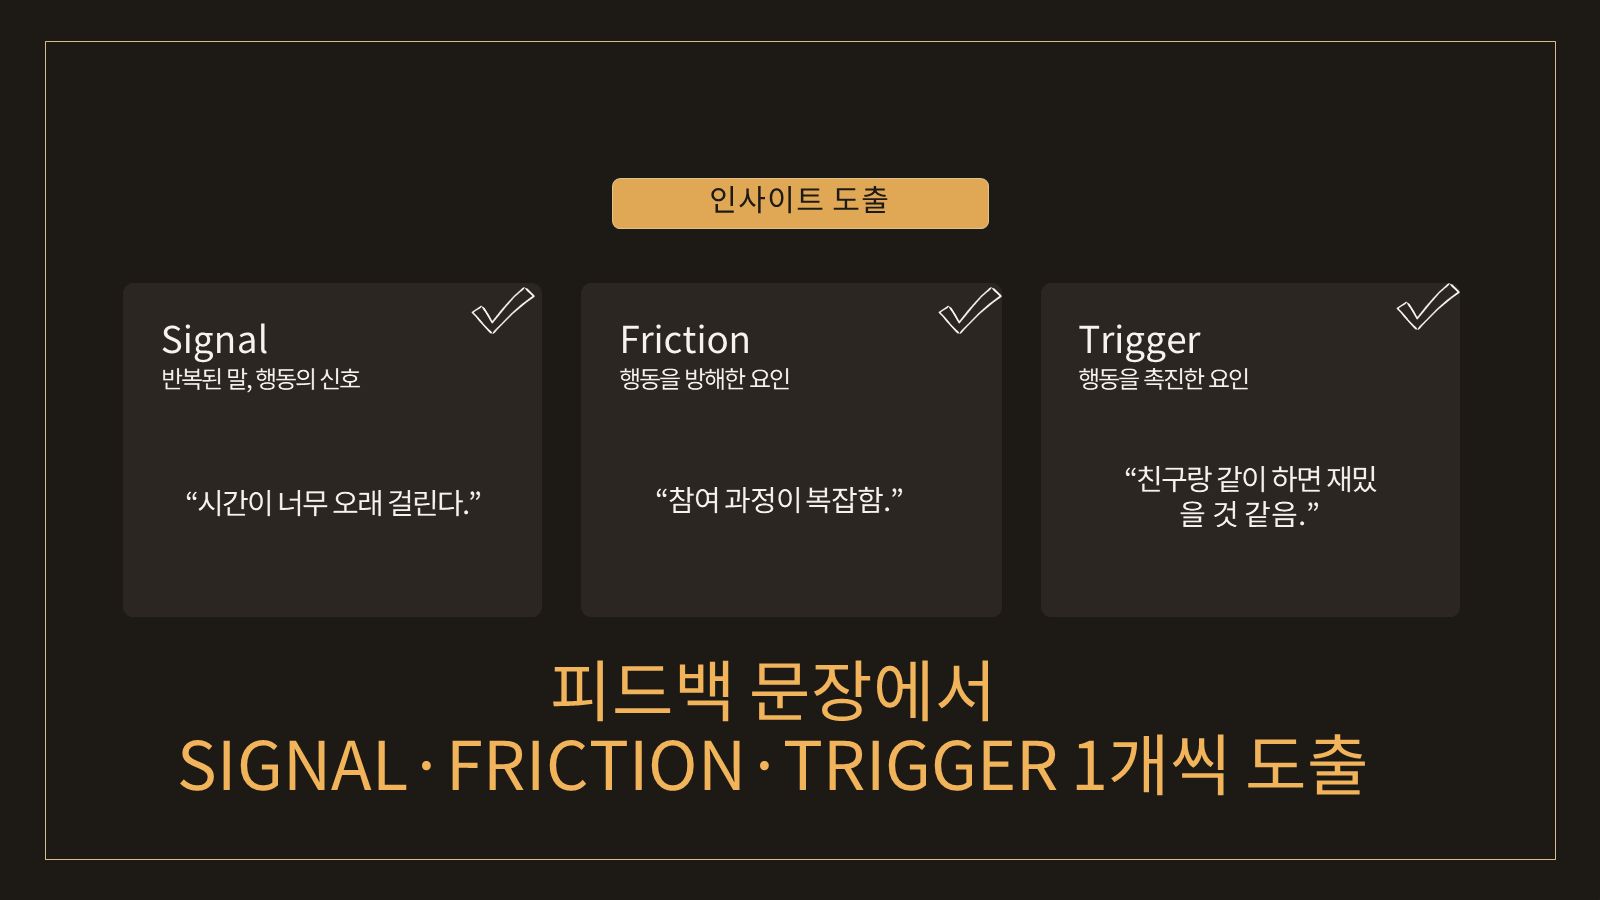 인사이트 도출
Signal
반복된 말, 행동의 신호
“시간이 너무 오래 걸린다.”
Friction
행동을 방해한 요인
“참여 과정이 복잡함.”
Trigger
행동을 촉진한 요인
“친구랑 같이 하면 재밌
을 것 같음.”
피드백 문장에서
SIGNAL · FRICTION · TRIGGER 1개씩 도출